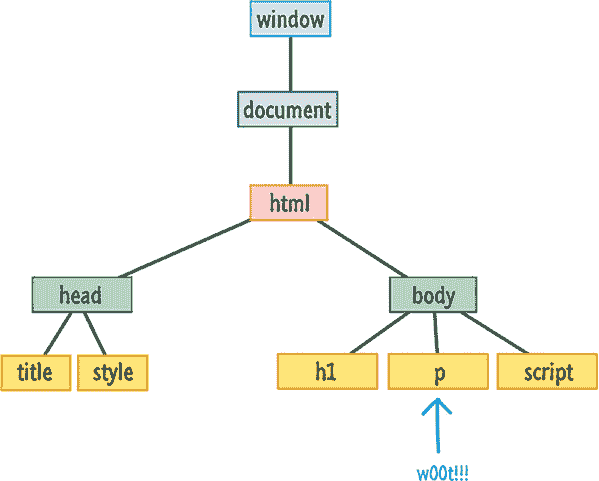 window
document
html
head
body
title
style
h1
p
script
w00t!!!